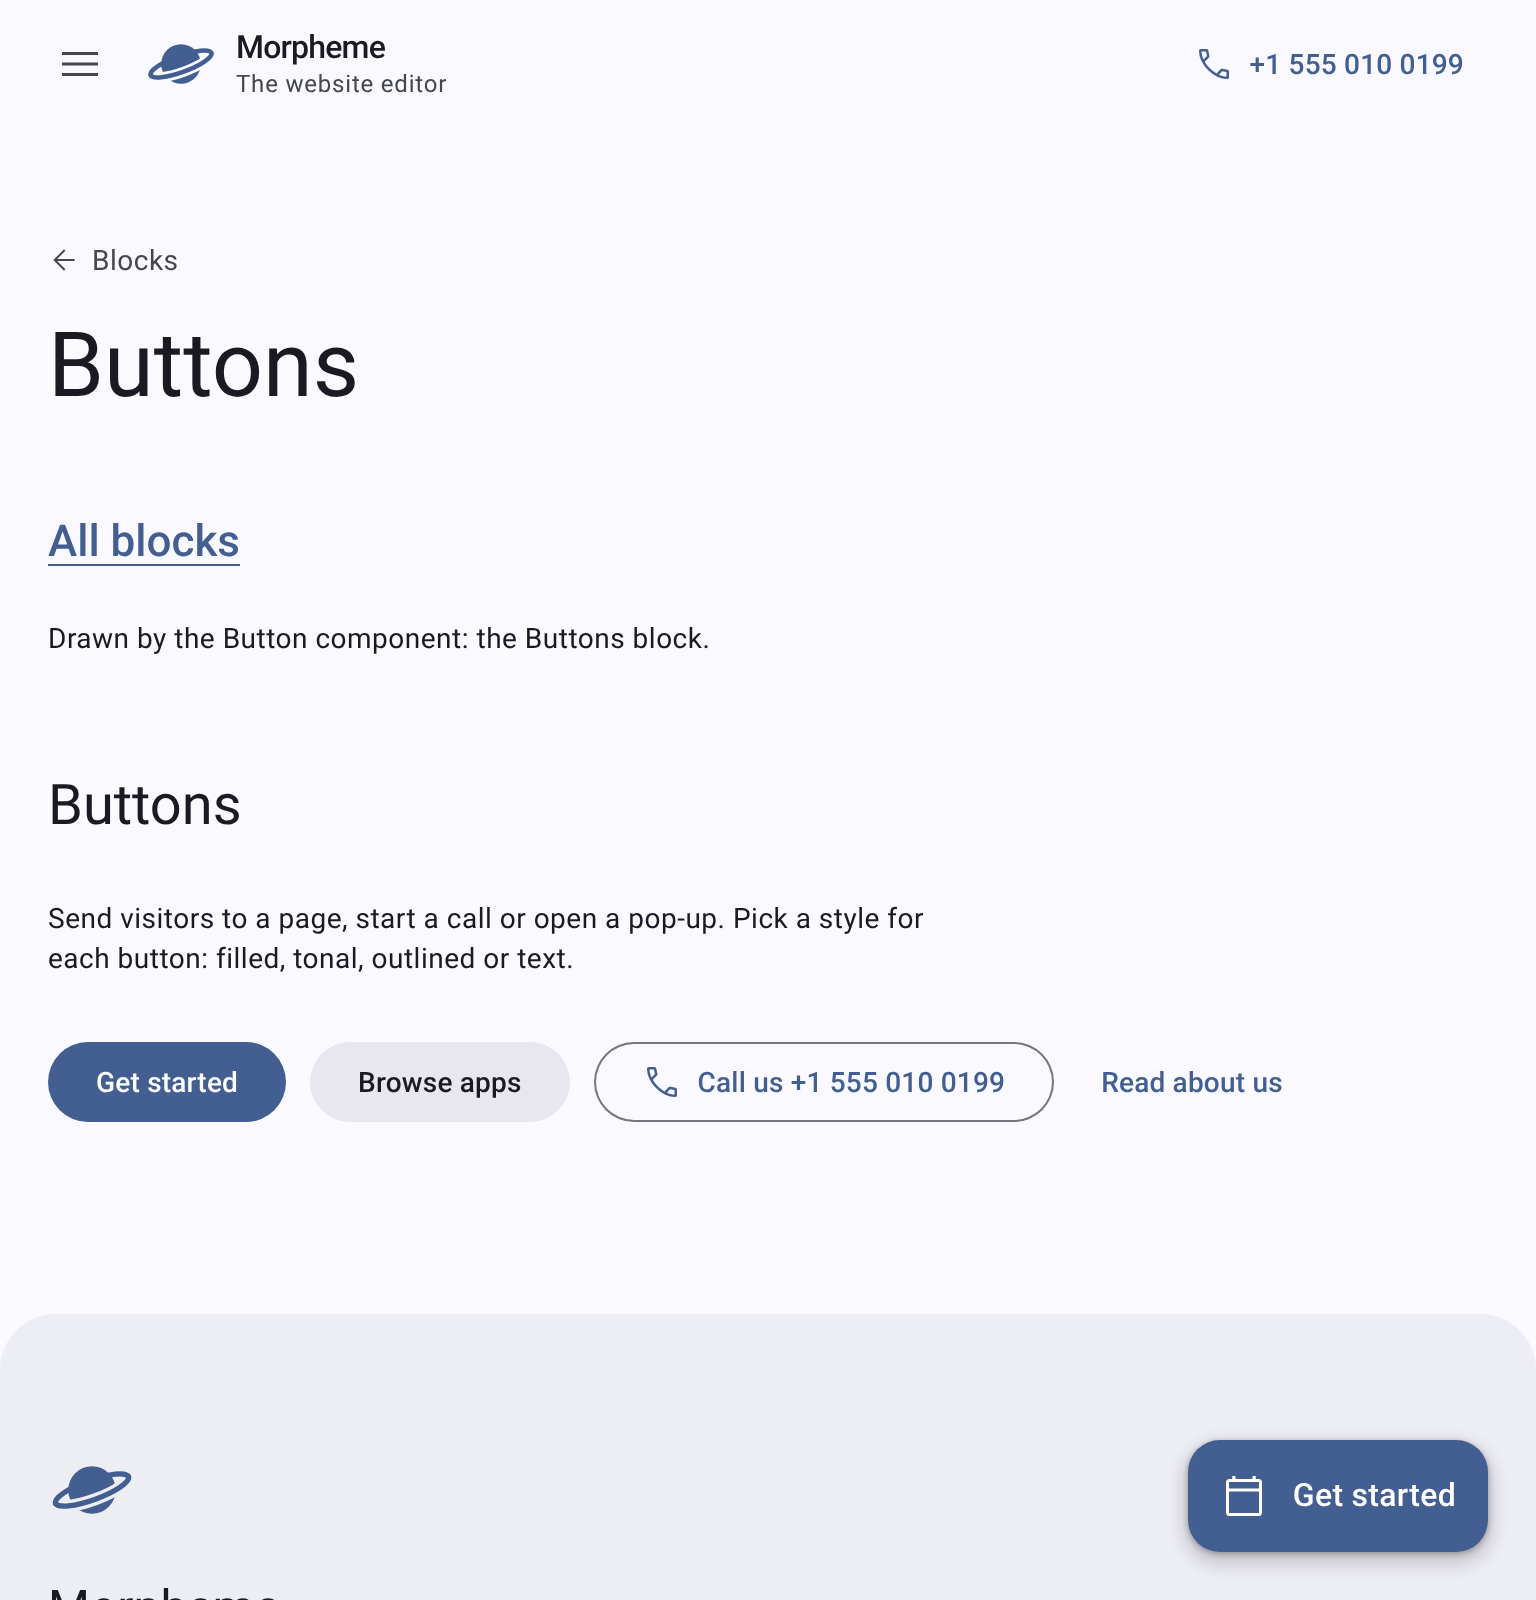 Morpheme
The website editor
+1 555 010 0199
Blocks
Buttons
All blocks
Drawn by the Button component: the Buttons block.
Buttons
Send visitors to a page, start a call or open a pop-up. Pick a style for
each button: filled, tonal, outlined or text.
Get started
Browse apps
Call us +1 555 010 0199
Read about us
Get started
Morpheme